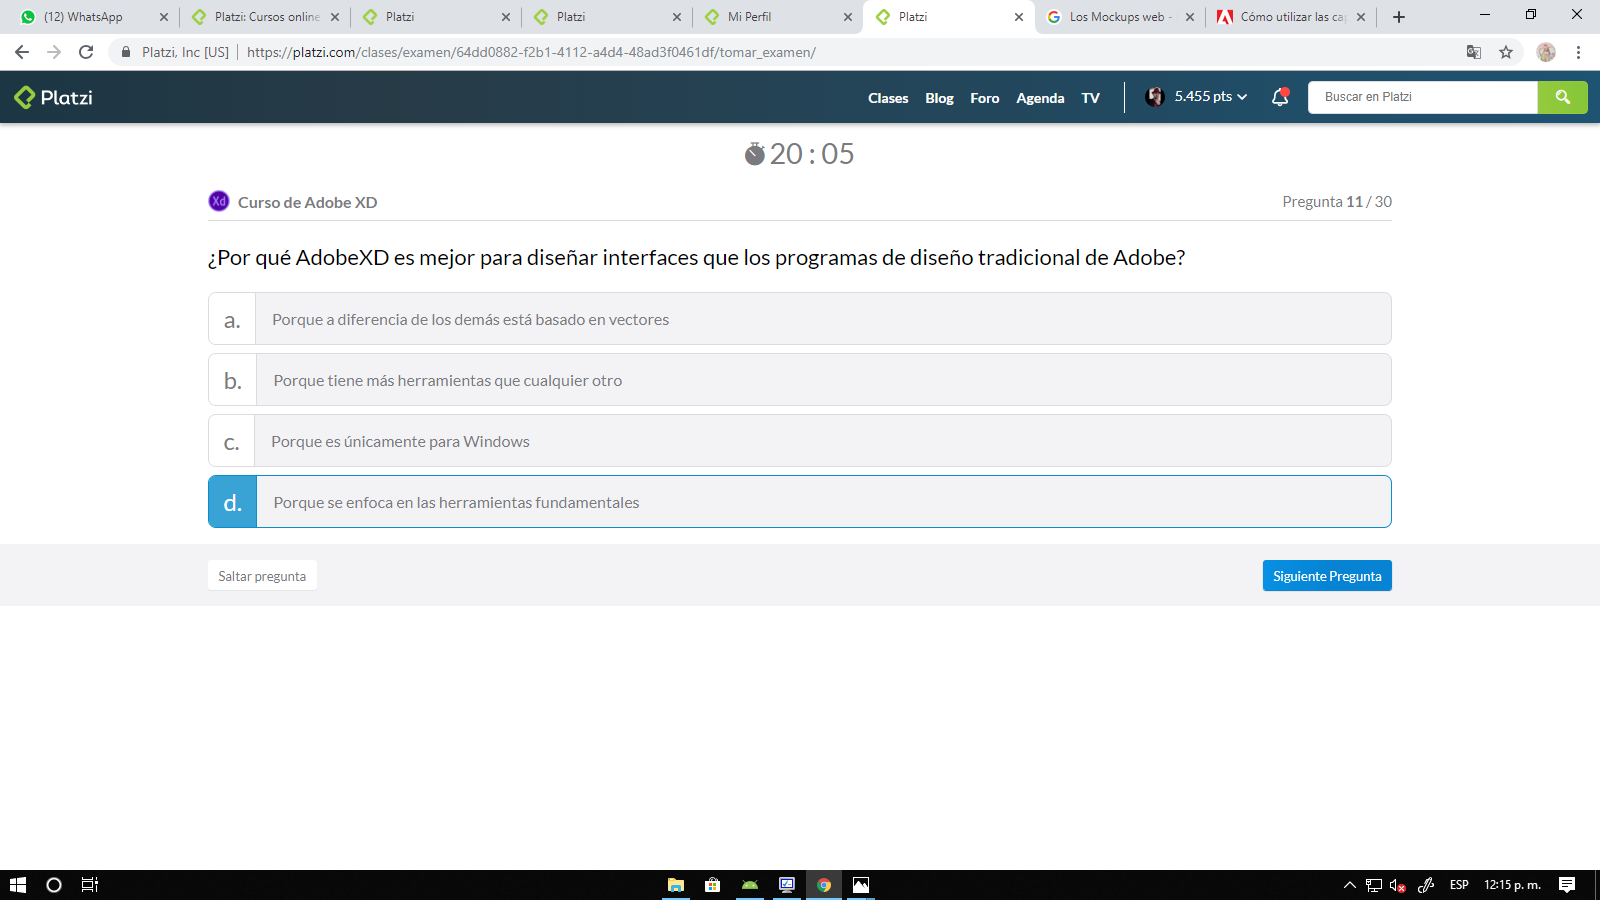 (12) WhatsApp
Platzi: Cursos online
Platzi
Platzi
Mi Perfil
Platzi
Los Mockups web -
Cómo utilizar las ca
Platzi, Inc [US]
https://platzi.com/clases/examen/64dd0882-f2b1-4112-a4d4-48ad3f0461df/tomar_examen/
Platzi
Clases
Blog
Foro
Agenda
TV
5.455 pts
Buscar en Platzi
20 : 05
Xd
Curso de Adobe XD
Pregunta 11 / 30
¿Por qué AdobeXD es mejor para diseñar interfaces que los programas de diseño tradicional de Adobe?
a. Porque a diferencia de los demás está basado en vectores
b. Porque tiene más herramientas que cualquier otro
c. Porque es únicamente para Windows
d. Porque se enfoca en las herramientas fundamentales
Saltar pregunta
Siguiente Pregunta
ESP
12:15 p. m.